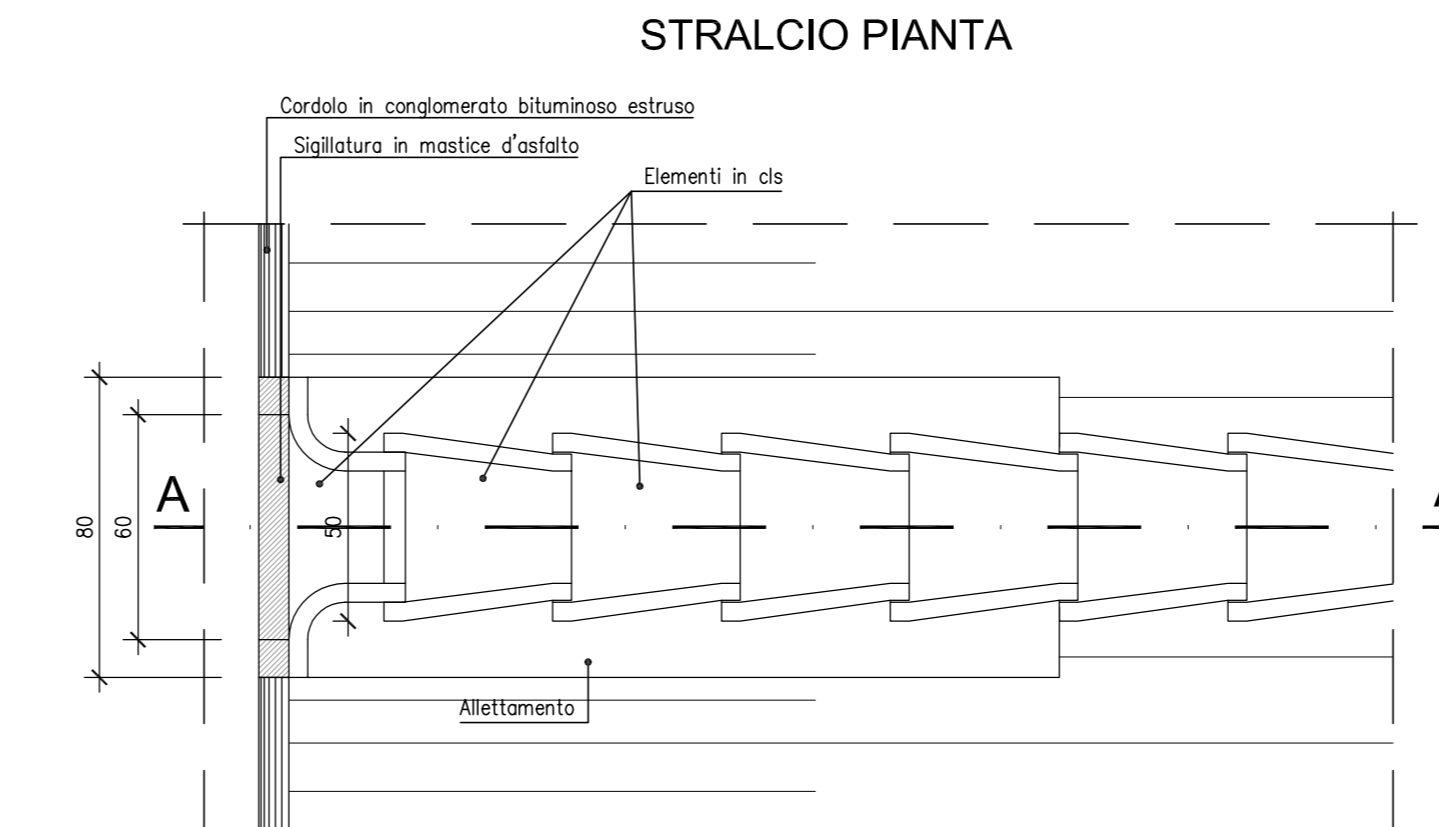 STRALCIO PIANTA
Cordolo in conglomerato bituminoso estruso
Sigillatura in mastice d'asfalto
Elementi in cls
A
80
60
50
Allettamento